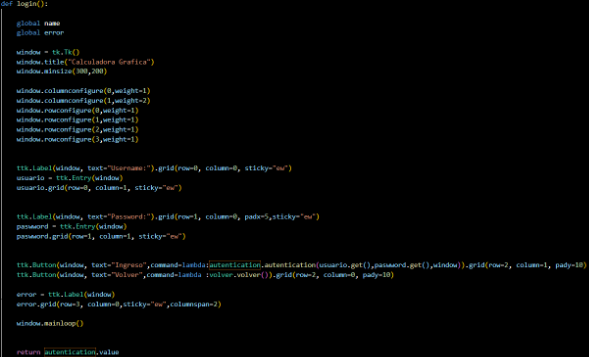 def login():
global name
global error
window = tk.Tk()
window.title("Calculadora Grafica")
window.minsize(300,200)
window.columnconfigure(0,weight=1)
window.columnconfigure(1,weight=2)
window.rowconfigure(0,weight=1)
window.rowconfigure(1,weight=1)
window.rowconfigure(2,weight=1)
window.rowconfigure(3,weight=1)
ttk.Label(window, text="Username:").grid(row=0, column=0, sticky="ew")
usuario = ttk.Entry(window)
usuario.grid(row=0, column=1, sticky="ew")
ttk.Label(window, text="Password:").grid(row=1, column=0, padx=5,sticky="ew")
password = ttk.Entry(window)
password.grid(row=1, column=1, sticky="ew")
ttk.Button(window, text="Ingreso",command=lambda:autentication.autentication(usuario.get(),password.get(),window)).grid(row=2, column=1, pady=10)
ttk.Button(window, text="Volver",command=lambda :volver.volver()).grid(row=2, column=0, pady=10)
error = ttk.Label(window)
error.grid(row=3, column=0,sticky="ew",columnspan=2)
window.mainloop()
return autentication.value